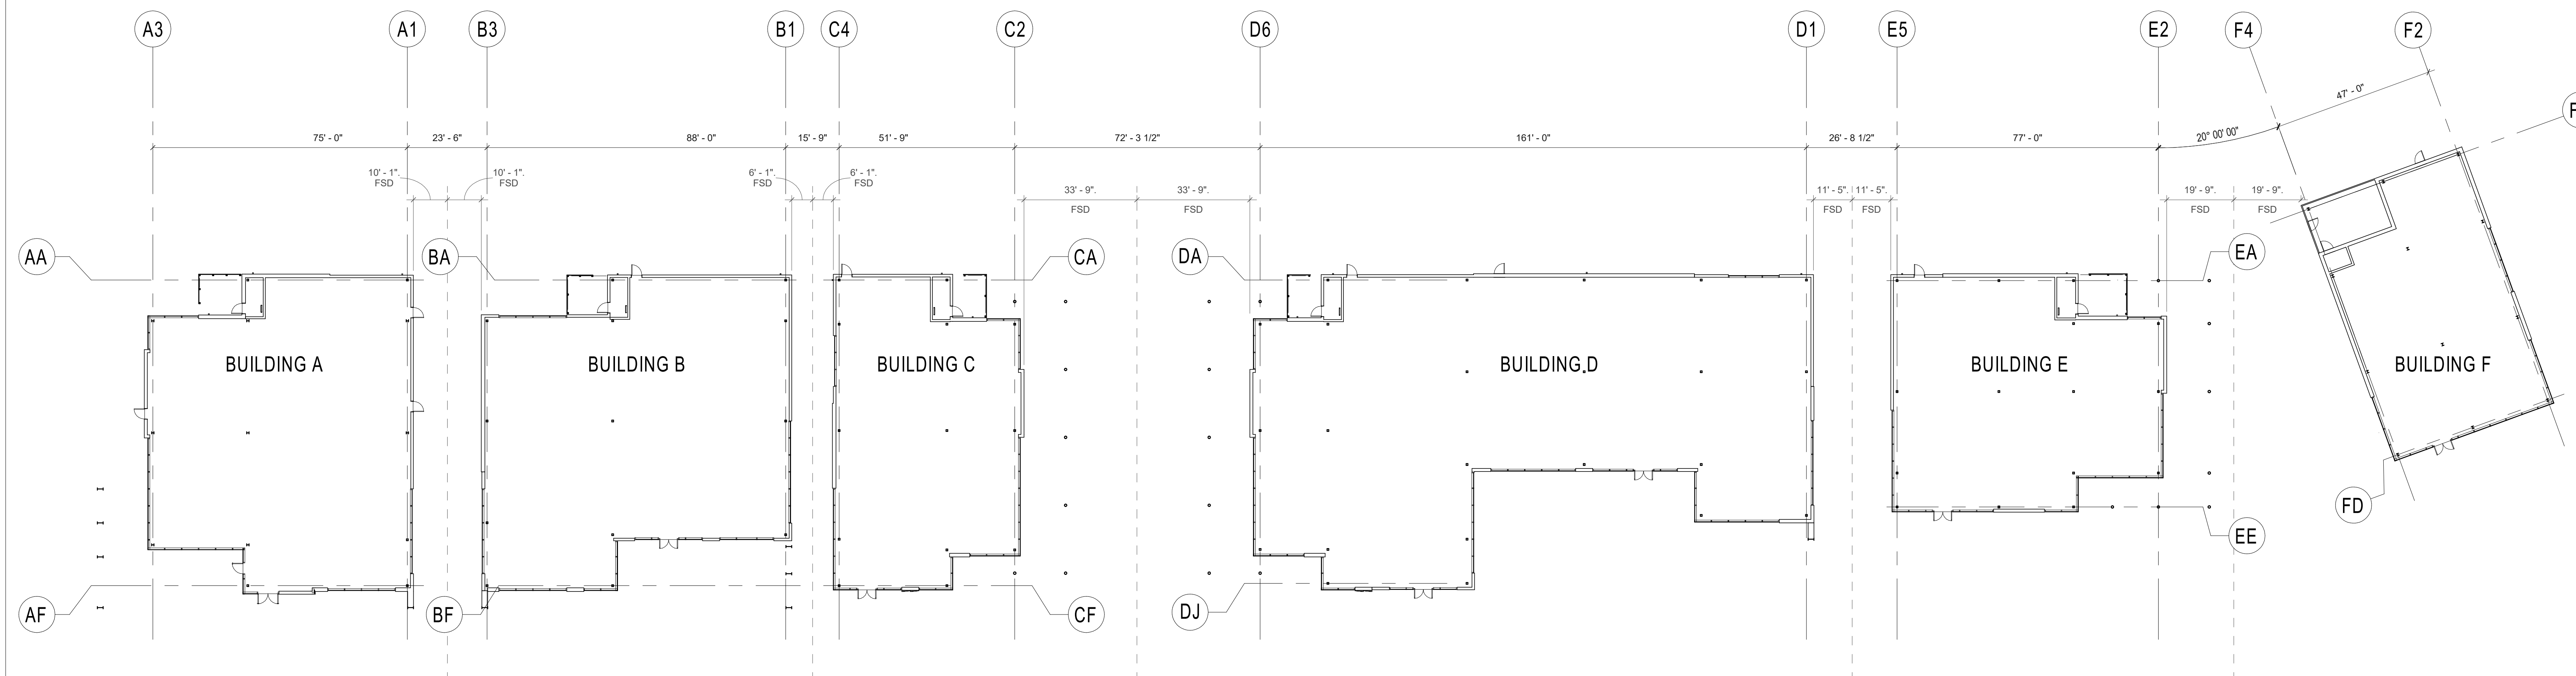 A3
A1
B3
B1
C4
C2
D6
D1
E5
E2
F4
F2
47' - 0"
75' - 0"
23' - 6"
88' - 0"
15' - 9"
51' - 9"
72' - 3 1/2"
161' - 0"
26' - 8 1/2"
77' - 0"
20° 00' 00"
10' - 1".
FSD
10' - 1".
FSD
6' - 1".
FSD
6' - 1".
FSD
33' - 9".
FSD
33' - 9".
FSD
11' - 5".
FSD
11' - 5".
FSD
19' - 9".
FSD
19' - 9".
FSD
AA
BA
CA
DA
EA
BUILDING A
BUILDING B
BUILDING C
BUILDING D
BUILDING E
BUILDING F
FD
EE
AF
BF
CF
DJ